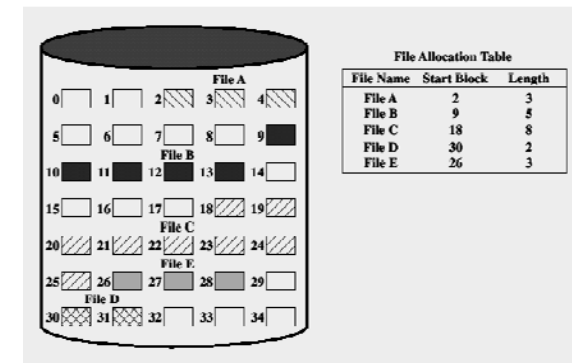 File A
0 1 2 3 4
5 6 7 8 9
File B
10 11 12 13 14
15 16 17 18 19
File C
20 21 22 23 24
File E
25 26 27 28 29
File D
30 31 32 33 34
File Allocation Table
File Name Start Block Length
File A 2 3
File B 9 5
File C 18 8
File D 30 2
File E 26 3